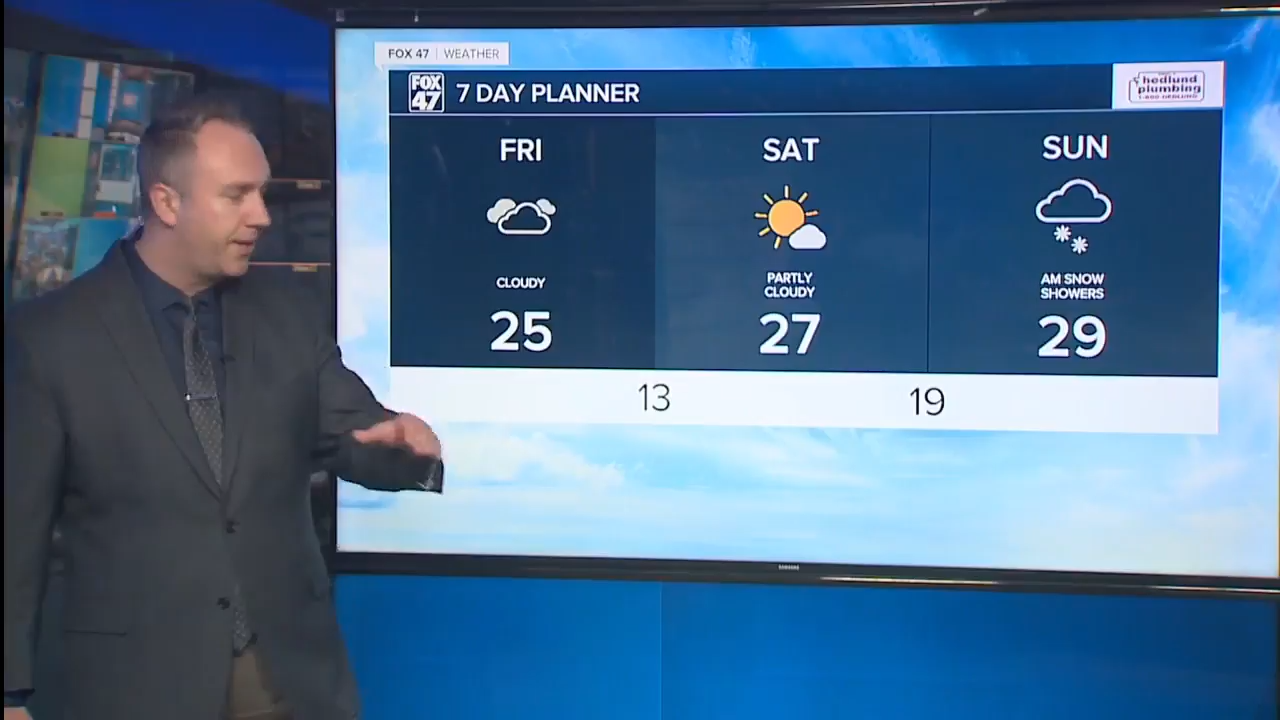 FOX 47 | WEATHER
FOX
47
7 DAY PLANNER
hedlund
plumbing
FRI
SAT
SUN
CLOUDY
PARTLY
CLOUDY
AM SNOW
SHOWERS
25
27
29
13
19
SAMSUNG